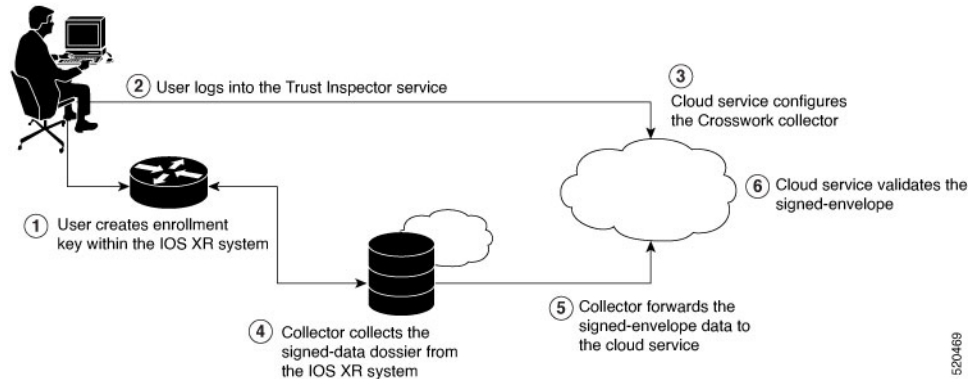 ② User logs into the Trust Inspector service
③
Cloud service configures
the Crosswork collector
⑥ Cloud service validates the
signed-envelope
① User creates enrollment
key within the IOS XR system
④ Collector collects the
signed-data dossier from
the IOS XR system
⑤ Collector forwards the
signed-envelope data to
the cloud service
520469